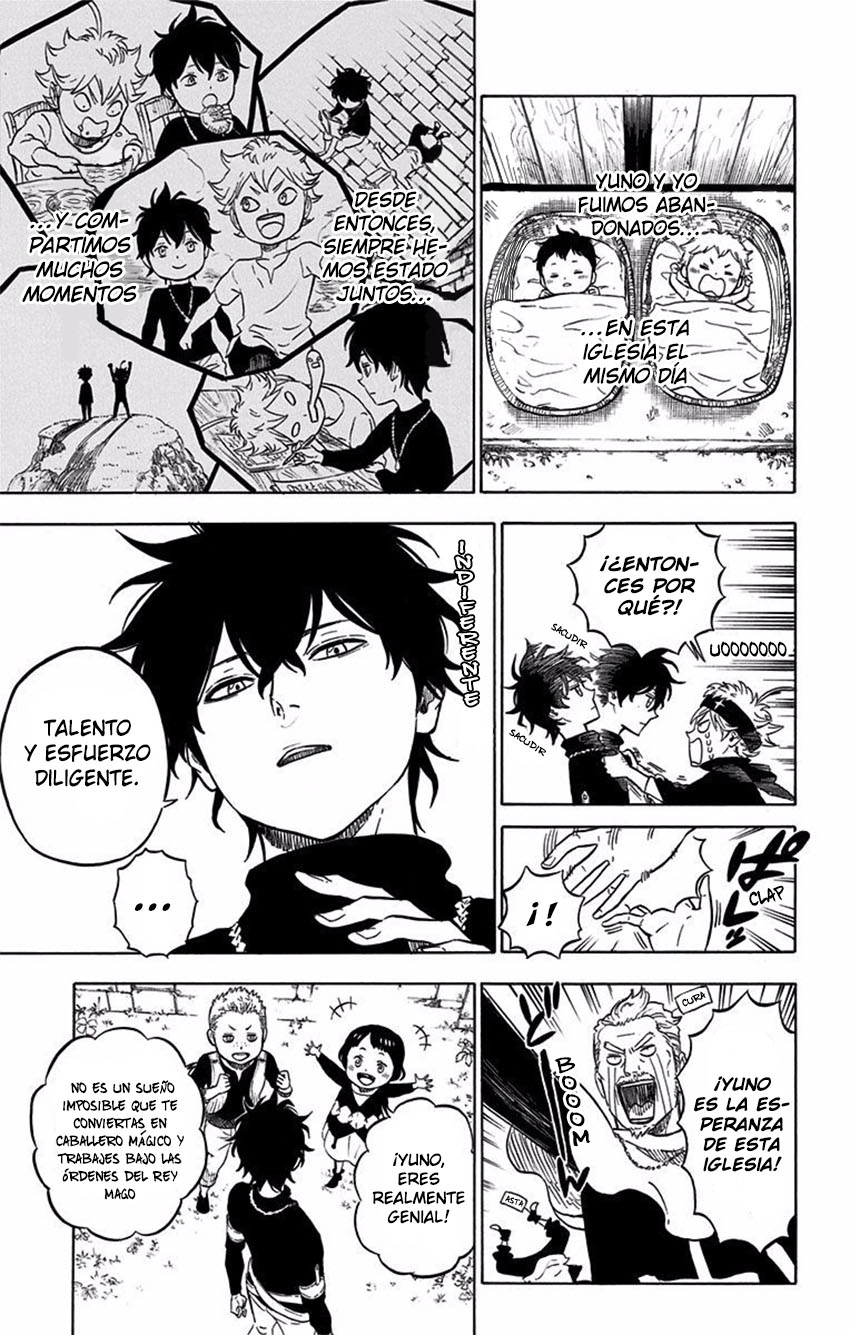 YUNO Y YO
FUIMOS ABAN-
DONADOS...
...EN ESTA
IGLESIA EL
MISMO DÍA
DESDE
ENTONCES,
SIEMPRE HE-
MOS ESTADO
JUNTOS...
...Y COM-
PARTIMOS
MUCHOS
MOMENTOS
¡¿ENTON-
CES POR
QUÉ?!
UOOOOOOO
SACUDIR
SACUDIR
INDIFERENTE
TALENTO
Y ESFUERZO
DILIGENTE.
...
CLAP
¡!
CURA
¡YUNO
ES LA ES-
PERANZA
DE ESTA
IGLESIA!
BOOOM
ASTA
¡YUNO,
ERES
REALMENTE
GENIAL!
NO ES UN SUEÑO
IMPOSIBLE QUE TE
CONVIERTAS EN
CABALLERO MÁGICO Y
TRABAJES BAJO LAS
ÓRDENES DEL REY
MAGO